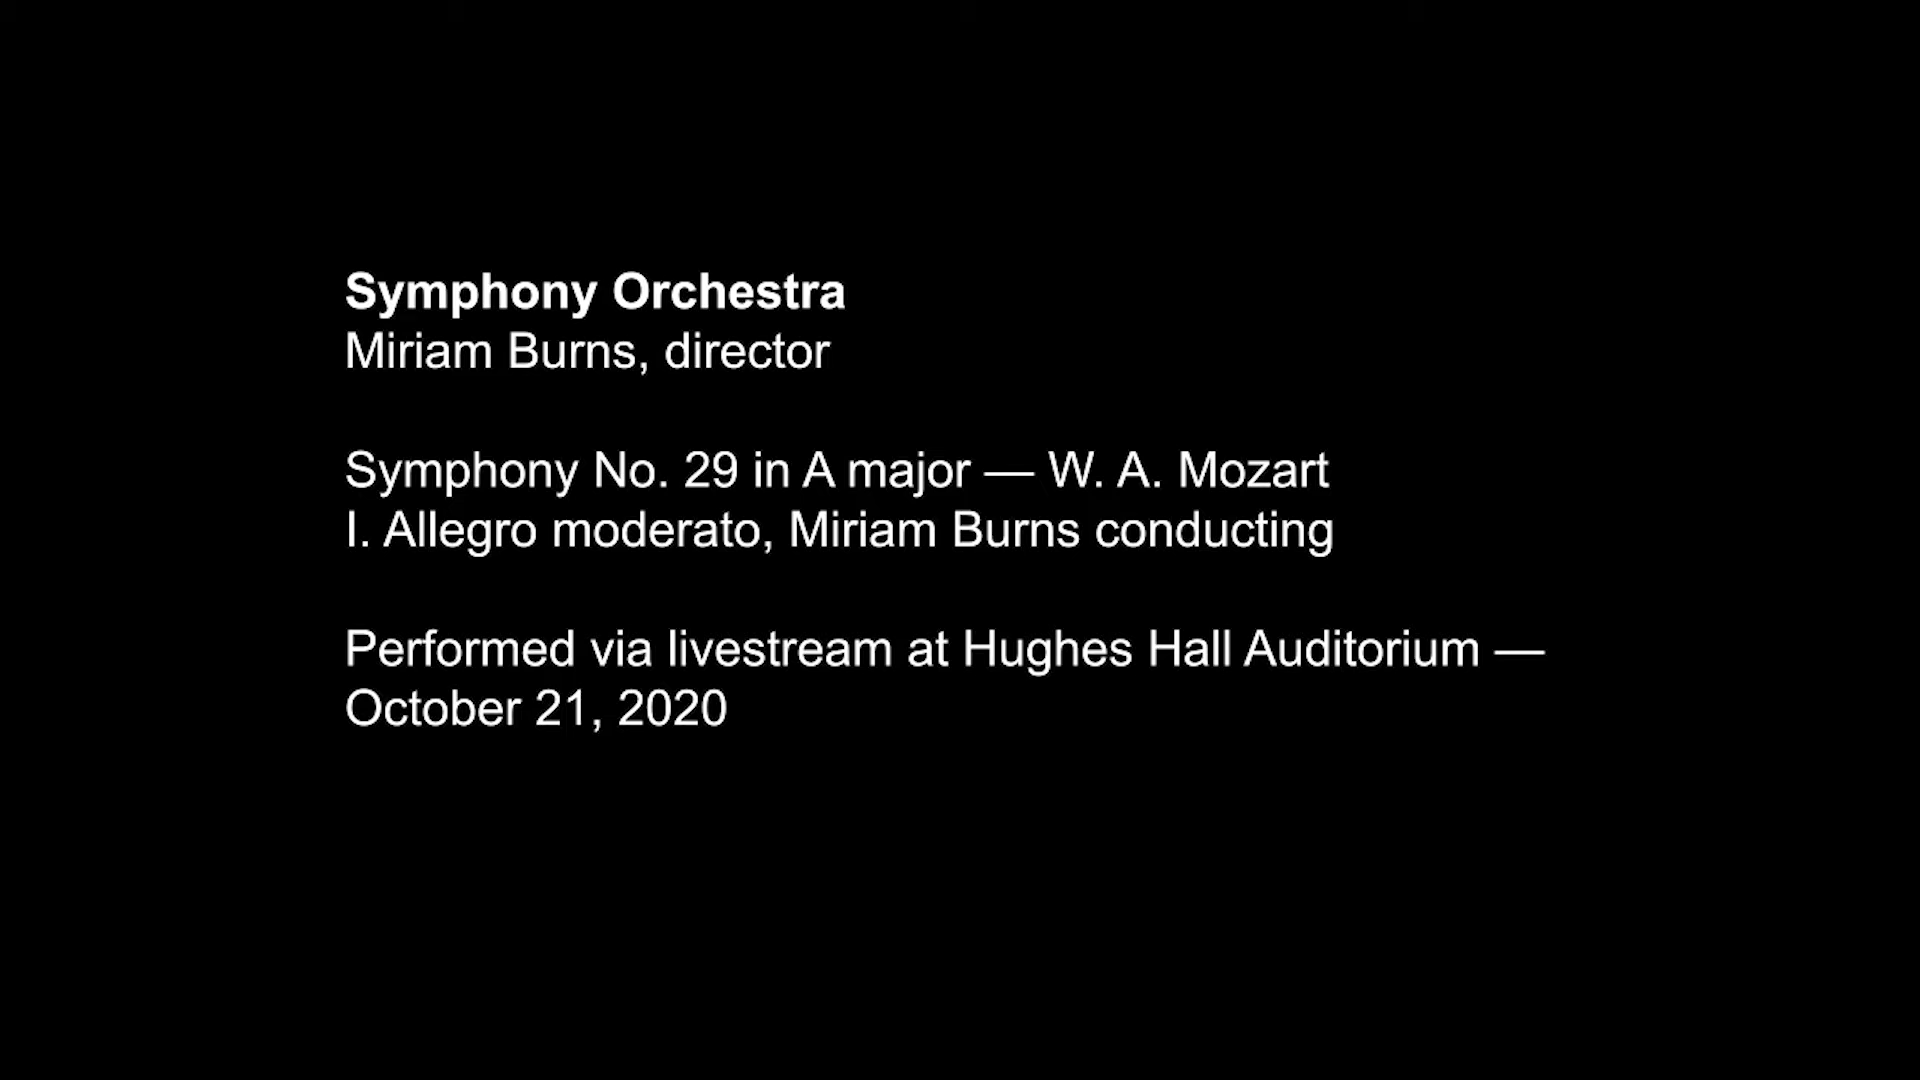 Symphony Orchestra
Miriam Burns, director
Symphony No. 29 in A major — W. A. Mozart
I. Allegro moderato, Miriam Burns conducting
Performed via livestream at Hughes Hall Auditorium —
October 21, 2020